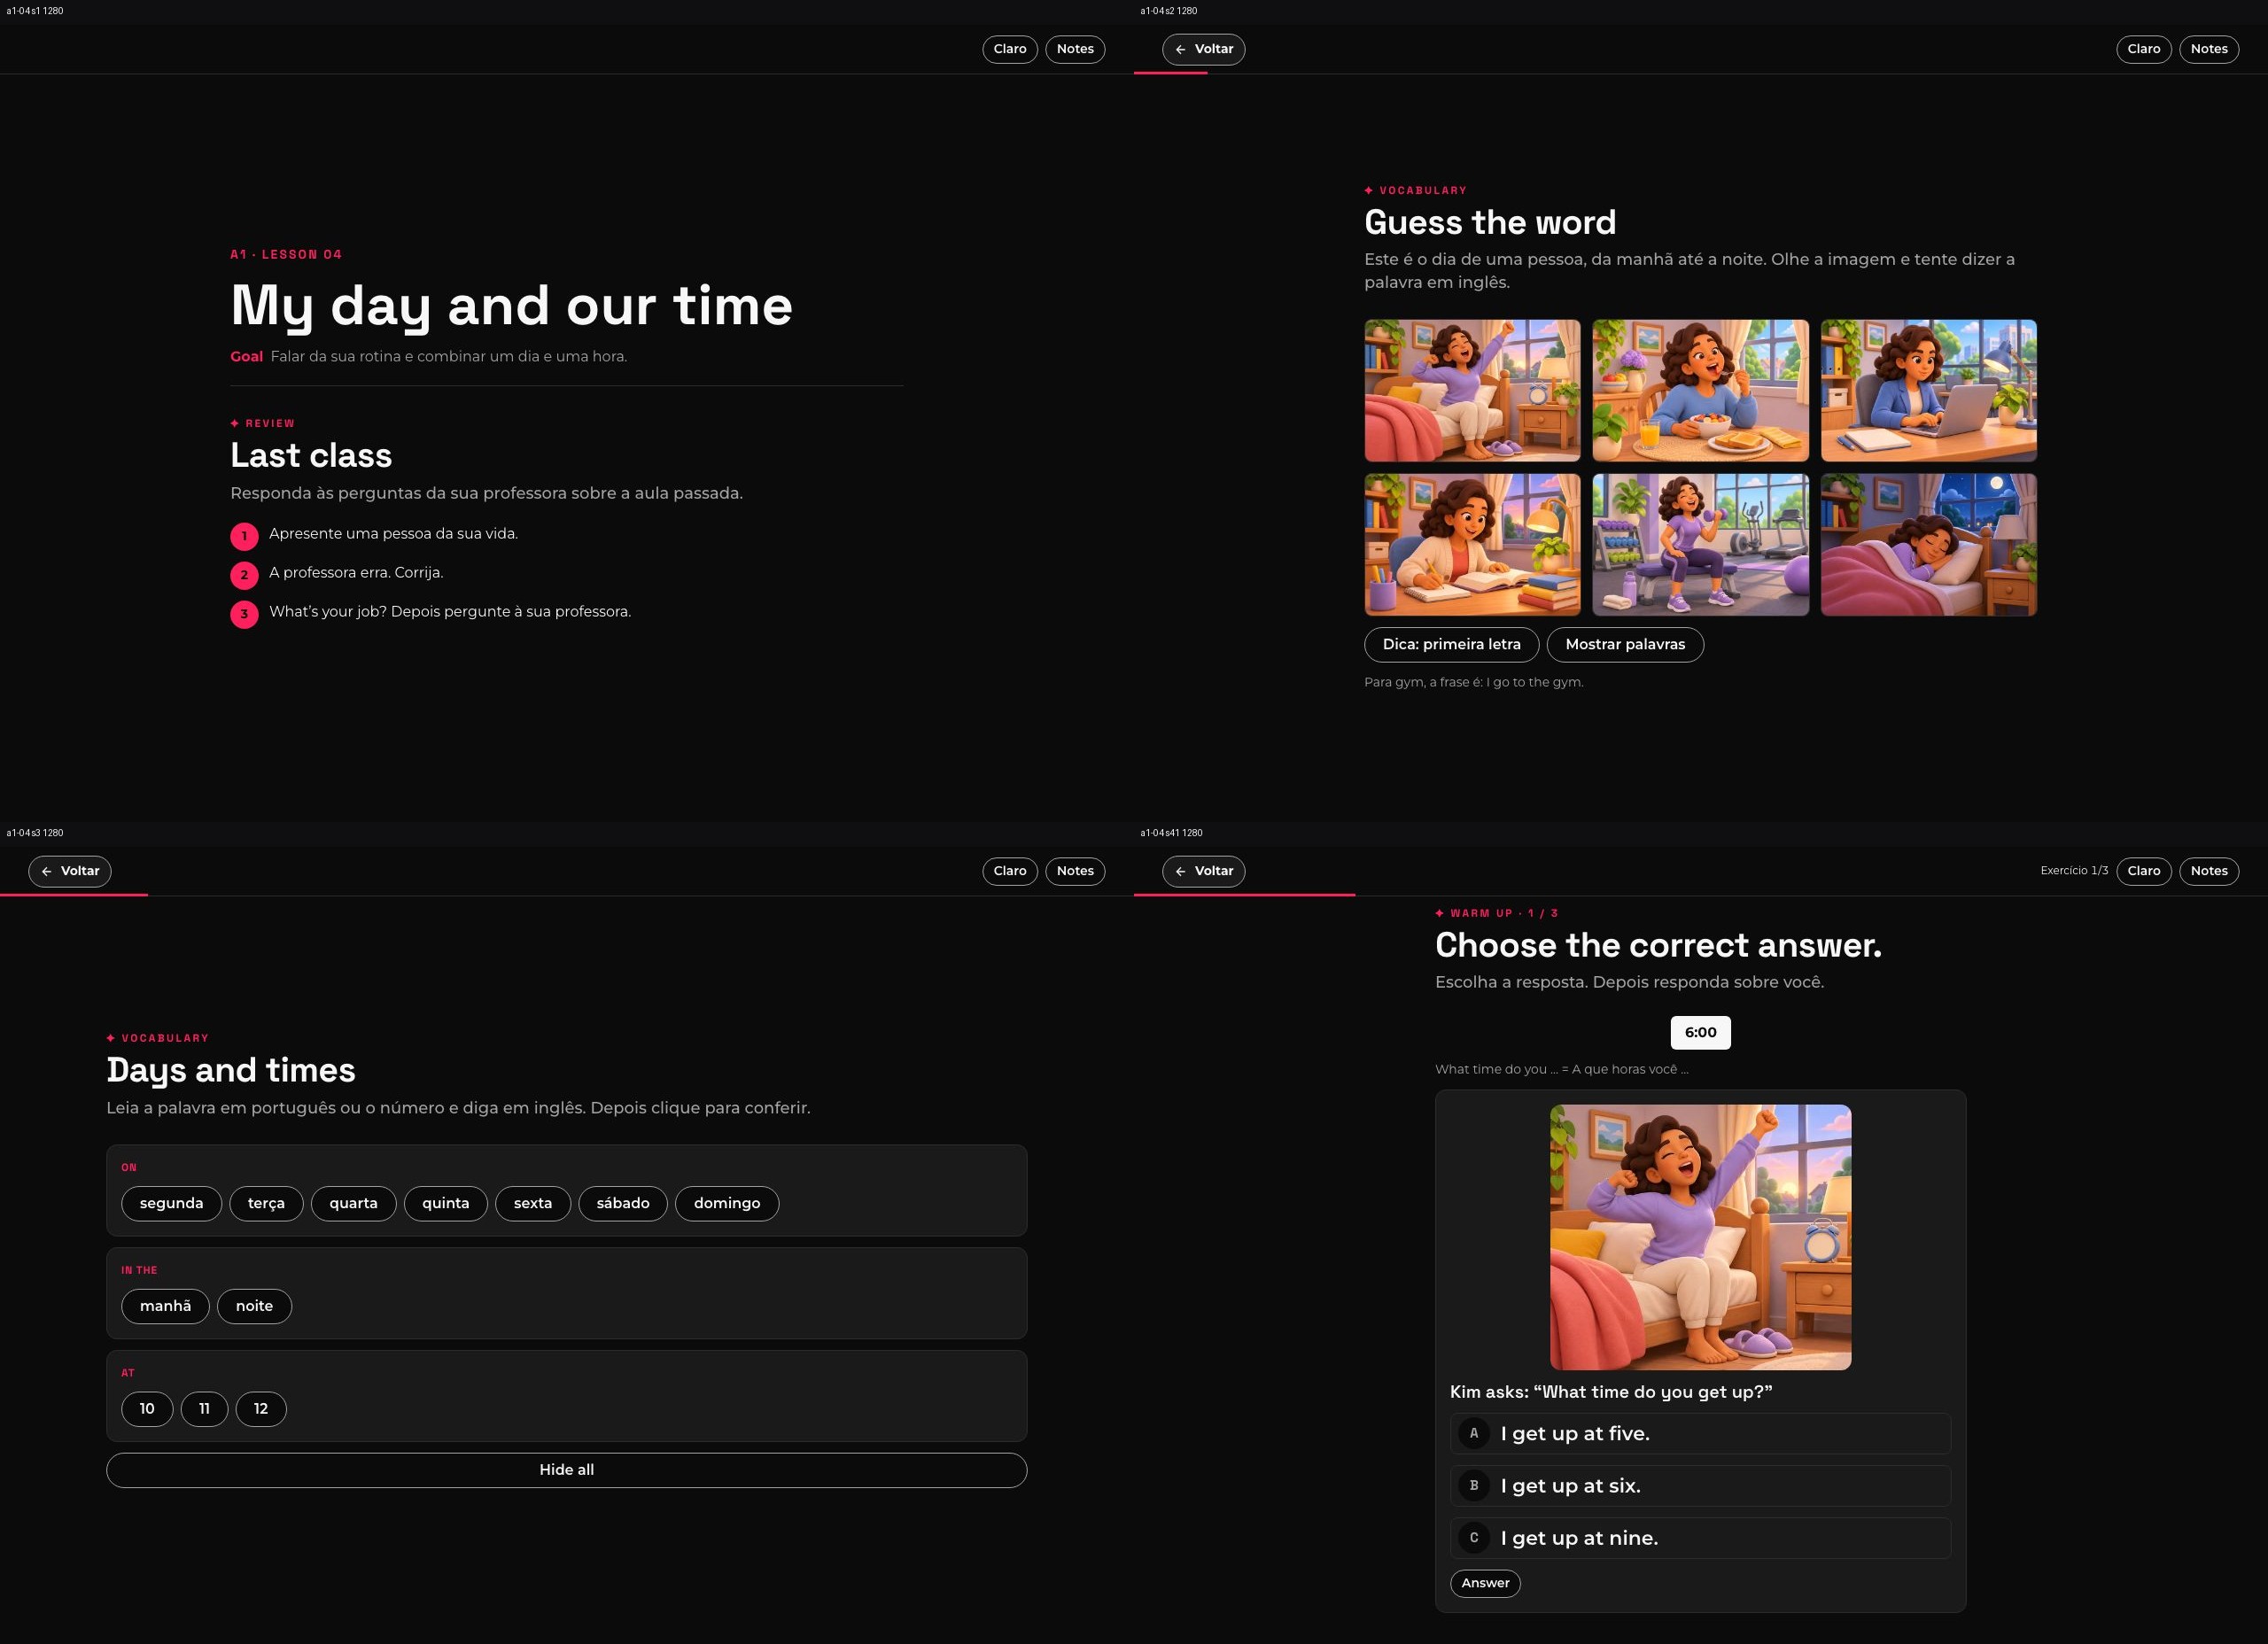 a1-04 s1 1280
Claro
Notes
A1 · LESSON 04
My day and our time
Goal Falar da sua rotina e combinar um dia e uma hora.
✦ REVIEW
Last class
Responda às perguntas da sua professora sobre a aula passada.
1 Apresente uma pessoa da sua vida.
2 A professora erra. Corrija.
3 What's your job? Depois pergunte à sua professora.
a1-04 s2 1280
← Voltar
Claro
Notes
✦ VOCABULARY
Guess the word
Este é o dia de uma pessoa, da manhã até a noite. Olhe a imagem e tente dizer a
palavra em inglês.
Dica: primeira letra
Mostrar palavras
Para gym, a frase é: I go to the gym.
a1-04 s3 1280
← Voltar
Claro
Notes
✦ VOCABULARY
Days and times
Leia a palavra em português ou o número e diga em inglês. Depois clique para conferir.
ON
segunda terça quarta quinta sexta sábado domingo
IN THE
manhã noite
AT
10 11 12
Hide all
a1-04 s41 1280
← Voltar
Exercício 1/3
Claro
Notes
✦ WARM UP · 1 / 3
Choose the correct answer.
Escolha a resposta. Depois responda sobre você.
6:00
What time do you ... = A que horas você ...
Kim asks: “What time do you get up?”
A I get up at five.
B I get up at six.
C I get up at nine.
Answer